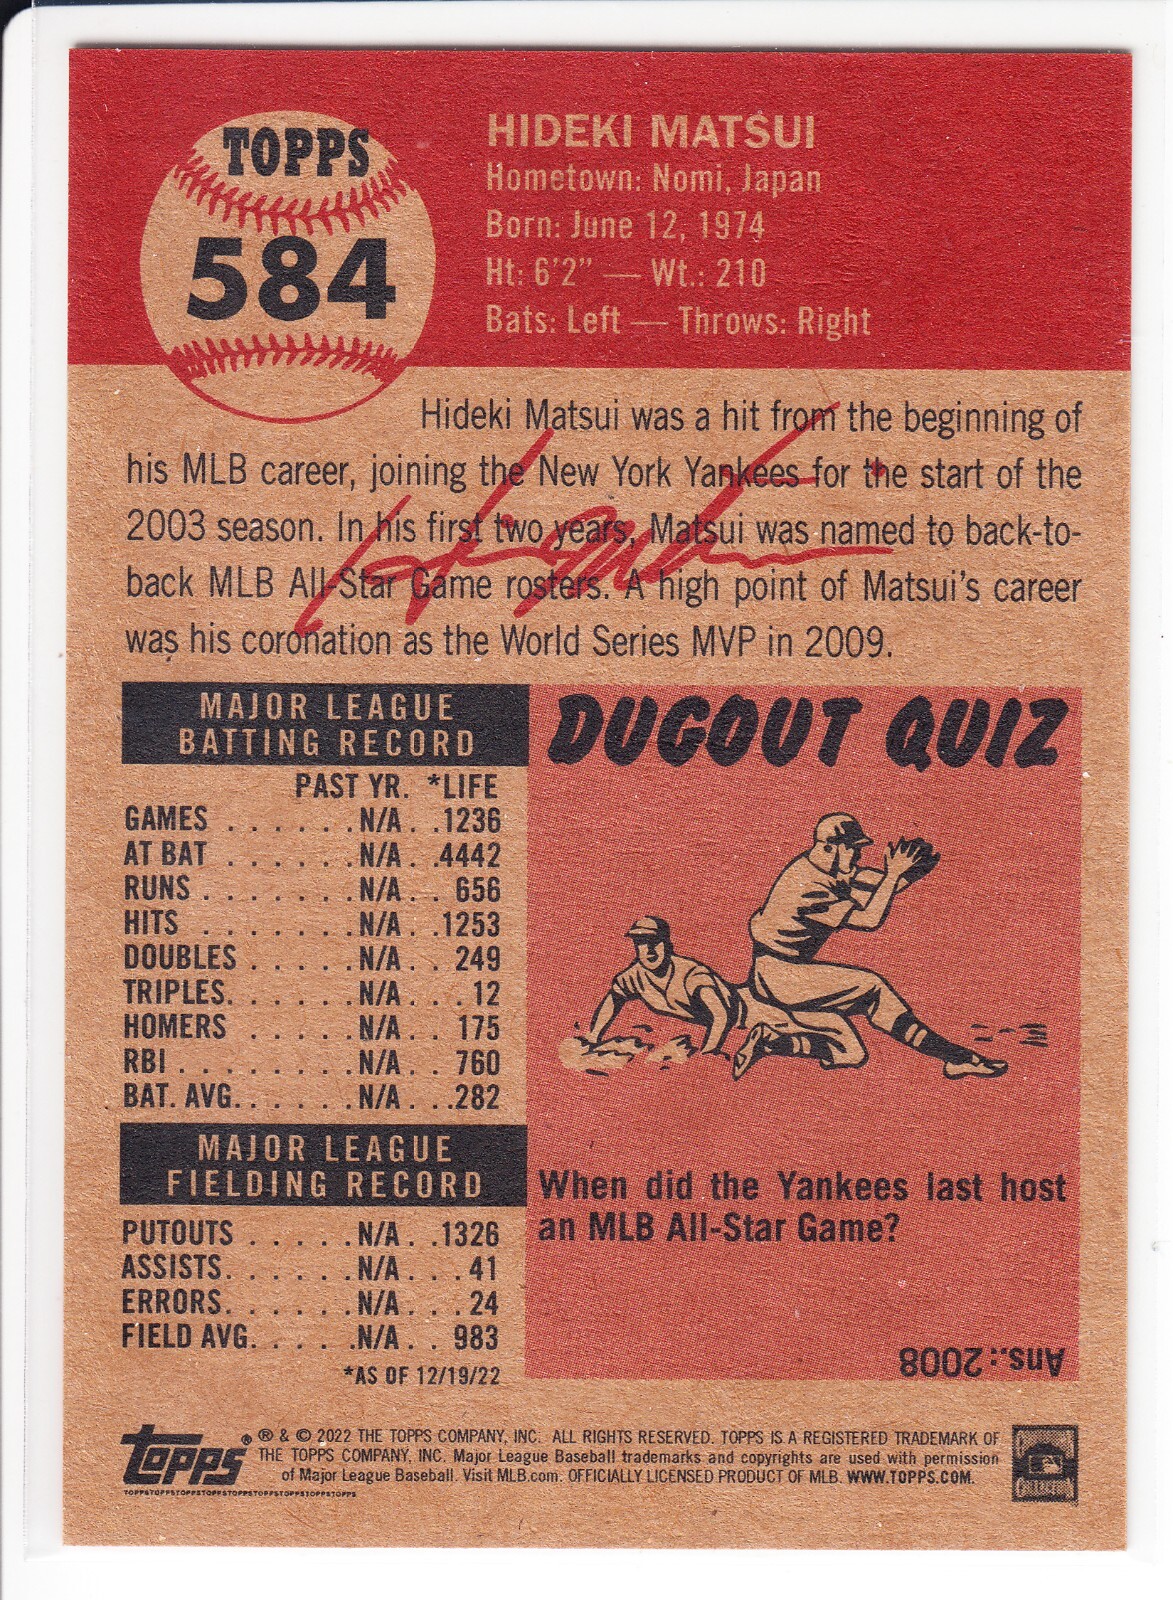 TOPPS
584
HIDEKI MATSUI
Hometown: Nomi, Japan
Born: June 12, 1974
Ht: 6'2" — Wt.: 210
Bats: Left — Throws: Right
Hideki Matsui was a hit from the beginning of
his MLB career, joining the New York Yankees for the start of the
2003 season. In his first two years, Matsui was named to back-to-
back MLB All-Star Game rosters. A high point of Matsui's career
was his coronation as the World Series MVP in 2009.
MAJOR LEAGUE
BATTING RECORD
PAST YR. *LIFE
GAMES . . . . . . N/A . . 1236
AT BAT . . . . . . N/A . . 4442
RUNS . . . . . . . N/A . . 656
HITS . . . . . . . N/A . . 1253
DOUBLES . . . . . N/A . . 249
TRIPLES. . . . . . N/A . . . 12
HOMERS . . . . . N/A . . 175
RBI . . . . . . . . N/A . . 760
BAT. AVG. . . . . . N/A . . .282
MAJOR LEAGUE
FIELDING RECORD
PUTOUTS . . . . . N/A . . 1326
ASSISTS. . . . . . N/A . . . 41
ERRORS. . . . . . N/A . . . 24
FIELD AVG. . . . . N/A . . 983
*AS OF 12/19/22
DUGOUT QUIZ
When did the Yankees last host
an MLB All-Star Game?
Ans.: 2008
Topps
® & © 2022 THE TOPPS COMPANY, INC. ALL RIGHTS RESERVED. TOPPS IS A REGISTERED TRADEMARK OF
THE TOPPS COMPANY, INC. Major League Baseball trademarks and copyrights are used with permission
of Major League Baseball. Visit MLB.com. OFFICIALLY LICENSED PRODUCT OF MLB. WWW.TOPPS.COM.
TOPPSTOPPSTOPPSTOPPSTOPPSTOPPSTOPPSTOPPSTOPPS